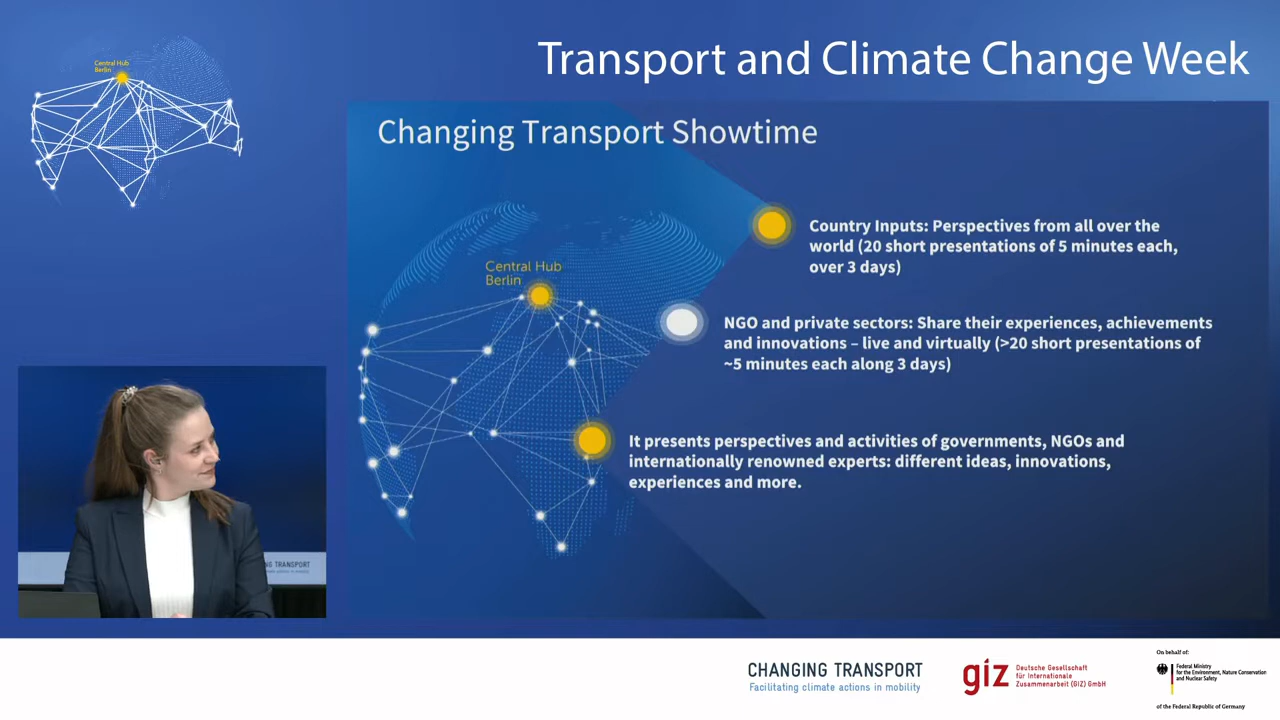 Central Hub
Berlin
Transport and Climate Change Week
Changing Transport Showtime
Country Inputs: Perspectives from all over the
world (20 short presentations of 5 minutes each,
over 3 days)
Central Hub
Berlin
NGO and private sectors: Share their experiences, achievements
and innovations – live and virtually (>20 short presentations of
~5 minutes each along 3 days)
It presents perspectives and activities of governments, NGOs and
internationally renowned experts: different ideas, innovations,
experiences and more.
NG TRANSPORT
CHANGING TRANSPORT
Facilitating climate actions in mobility
giz
Deutsche Gesellschaft
für Internationale
Zusammenarbeit (GIZ) GmbH
On behalf of:
Federal Ministry
for the Environment, Nature Conservation
and Nuclear Safety
of the Federal Republic of Germany